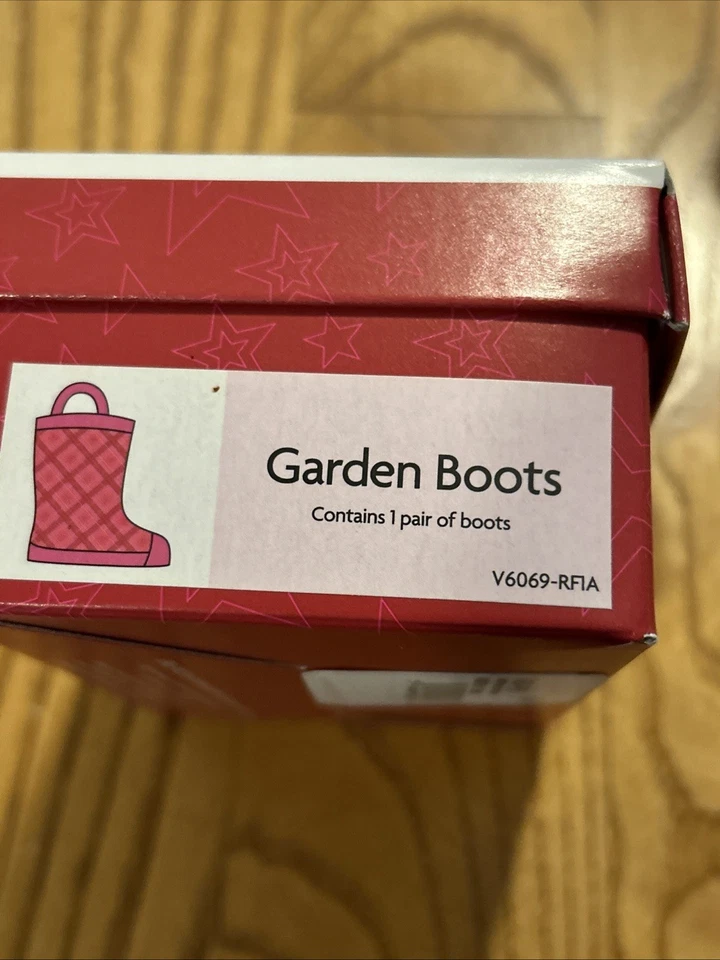 Garden Boots
Contains 1 pair of boots
V6069-RF1A